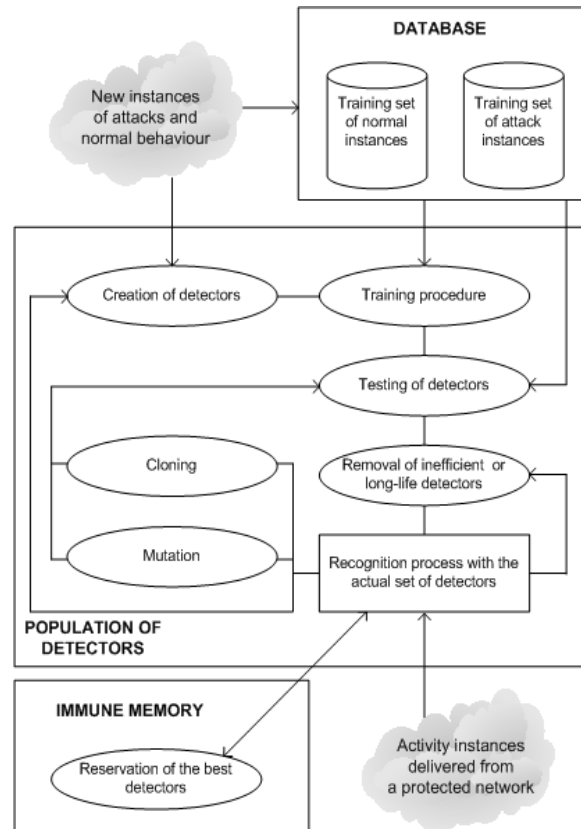 DATABASE
New instances
of attacks and
normal behaviour
Training set
of normal
instances
Training set
of attack
instances
Creation of detectors
Training procedure
Testing of detectors
Cloning
Removal of inefficient or
long-life detectors
Mutation
Recognition process with the
actual set of detectors
POPULATION OF
DETECTORS
IMMUNE MEMORY
Reservation of the best
detectors
Activity instances
delivered from
a protected network